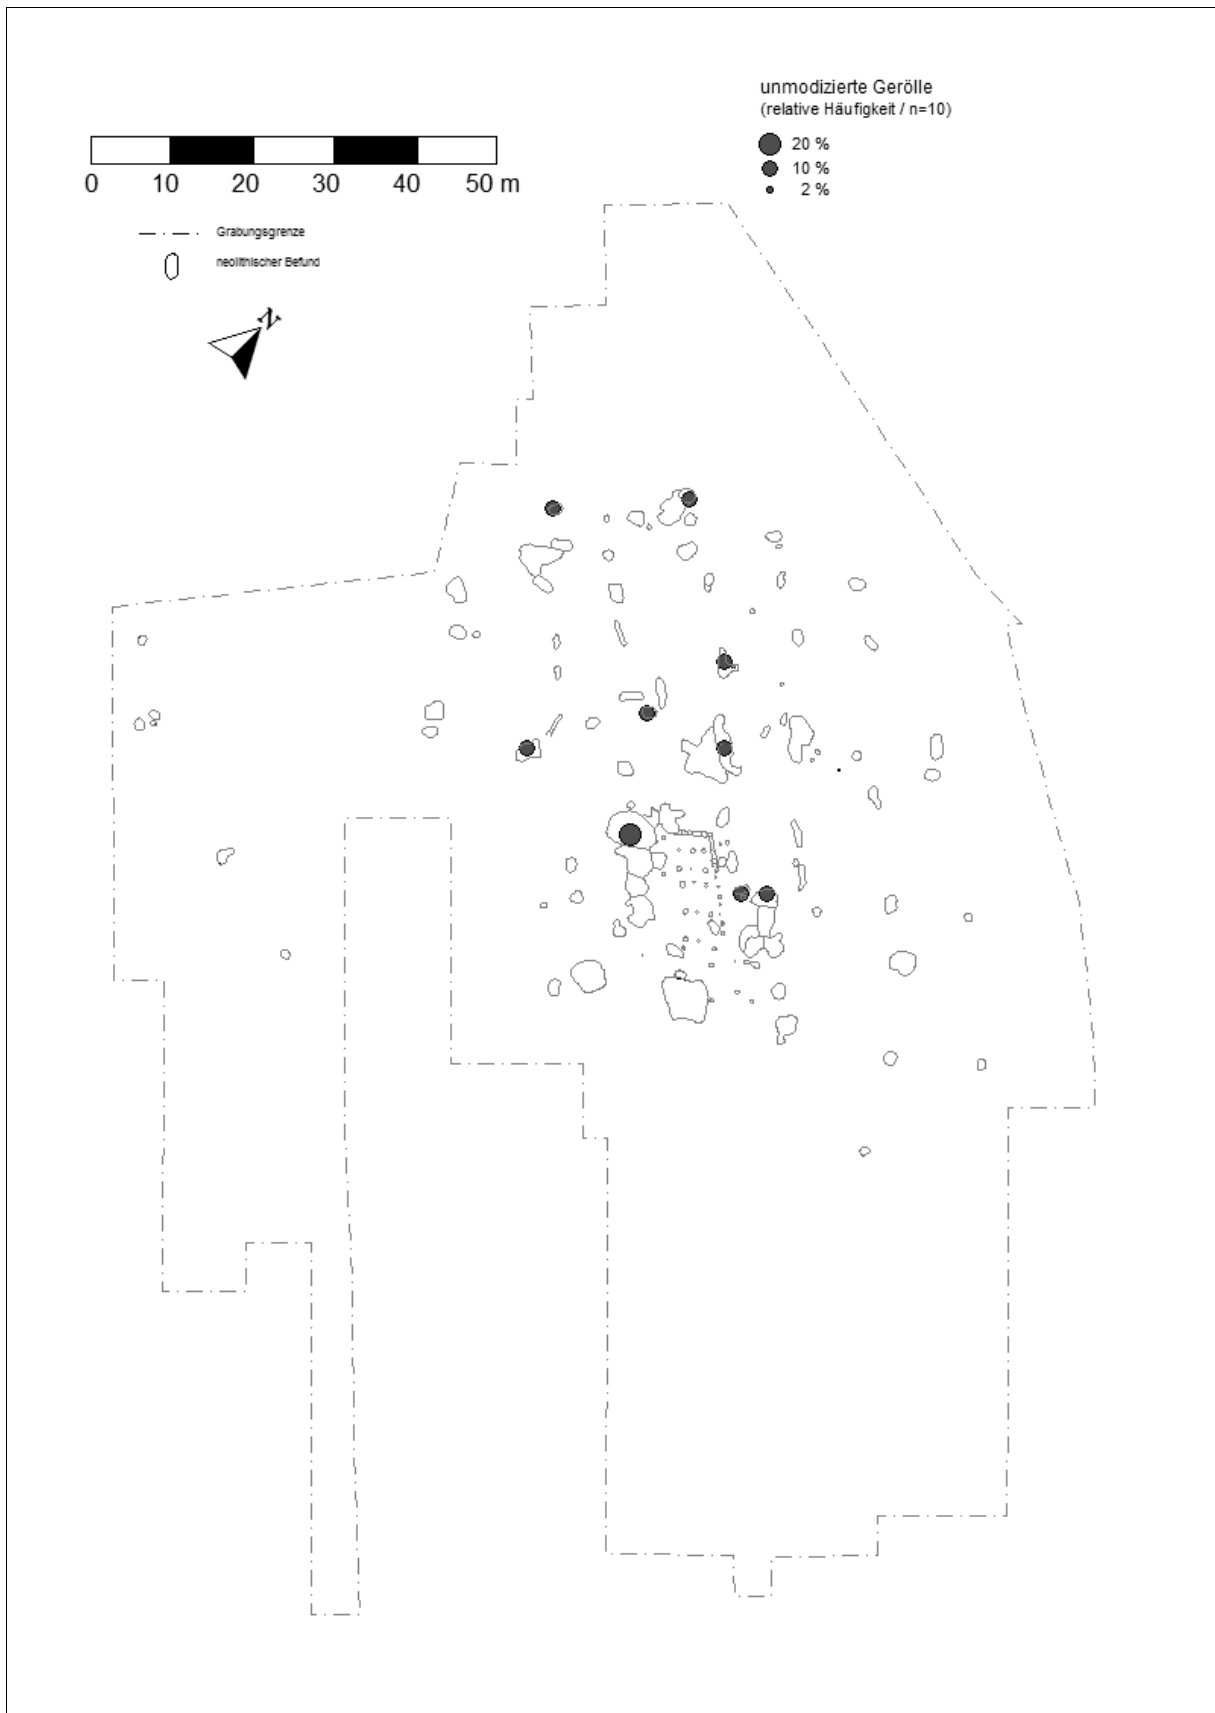 unmodizierte Gerölle
(relative Häufigkeit / n=10)
20 %
10 %
2 %
0 10 20 30 40 50 m
Grabungsgrenze
neolithischer Befund
N